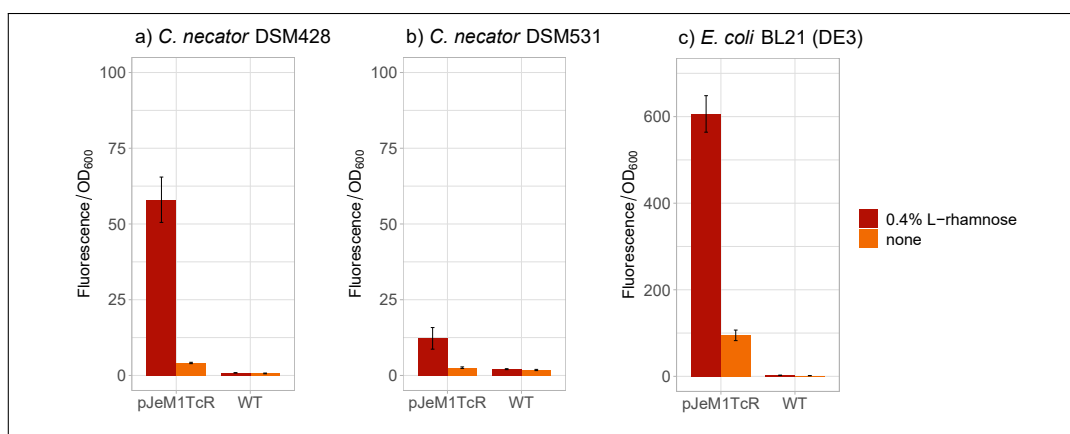 a) C. necator DSM428
100
75
50
25
0
Fluorescence/OD600
pJeM1TcR WT
b) C. necator DSM531
100
75
50
25
0
Fluorescence/OD600
pJeM1TcR WT
c) E. coli BL21 (DE3)
600
400
200
0
Fluorescence/OD600
pJeM1TcR WT
0.4% L−rhamnose
none